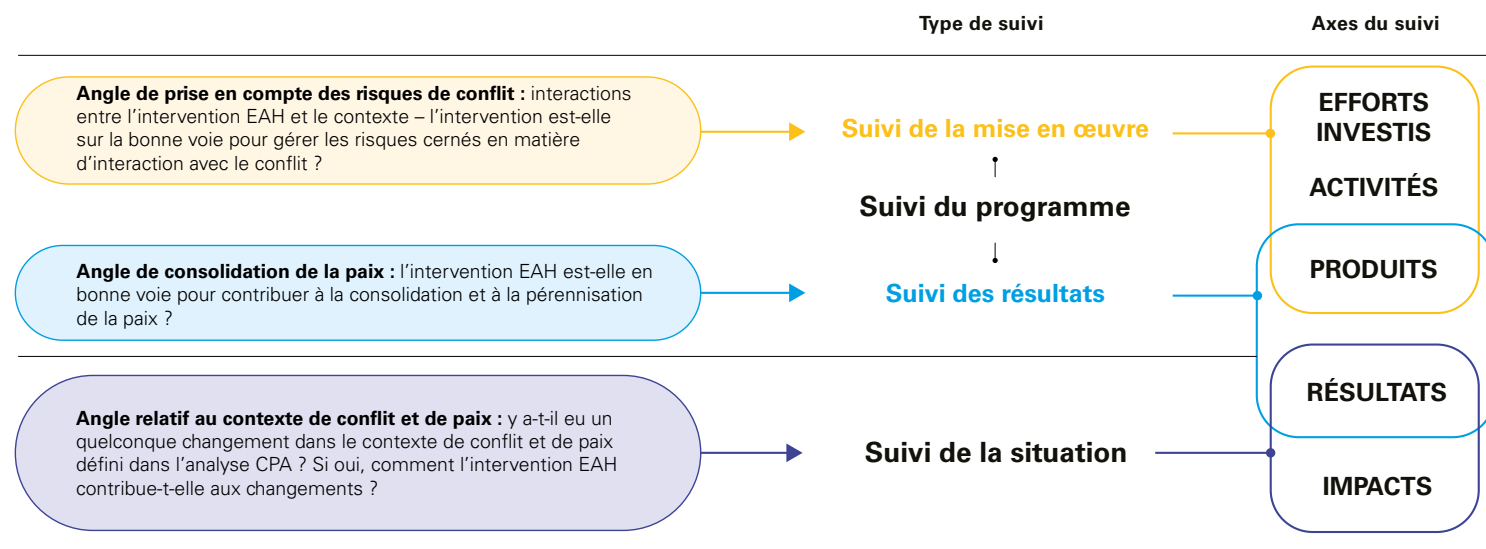 Type de suivi
Axes du suivi
Angle de prise en compte des risques de conflit : interactions
entre l’intervention EAH et le contexte – l’intervention est-elle
sur la bonne voie pour gérer les risques cernés en matière
d’interaction avec le conflit ?
Suivi de la mise en œuvre
EFFORTS
INVESTIS
ACTIVITÉS
Suivi du programme
Angle de consolidation de la paix : l’intervention EAH est-elle en
bonne voie pour contribuer à la consolidation et à la pérennisation
de la paix ?
Suivi des résultats
PRODUITS
Angle relatif au contexte de conflit et de paix : y a-t-il eu un
quelconque changement dans le contexte de conflit et de paix
défini dans l’analyse CPA ? Si oui, comment l’intervention EAH
contribue-t-elle aux changements ?
Suivi de la situation
RÉSULTATS
IMPACTS